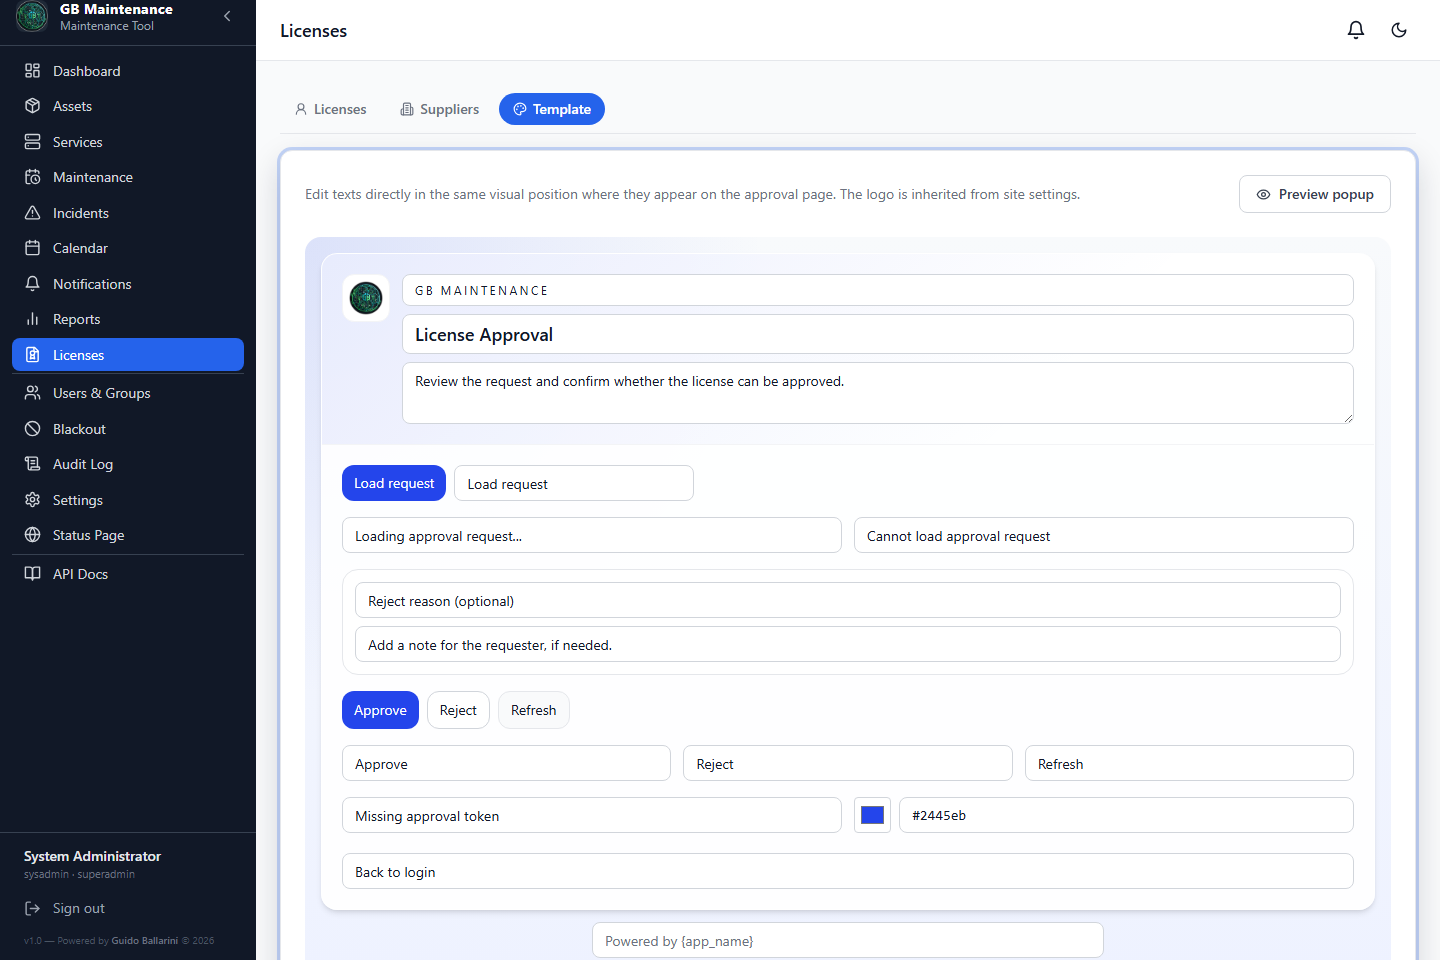 GB Maintenance
Maintenance Tool
Dashboard
Assets
Services
Maintenance
Incidents
Calendar
Notifications
Reports
Licenses
Users & Groups
Blackout
Audit Log
Settings
Status Page
API Docs
System Administrator
sysadmin · superadmin
Sign out
v1.0 — Powered by Guido Ballarini © 2026
Licenses
Licenses
Suppliers
Template
Edit texts directly in the same visual position where they appear on the approval page. The logo is inherited from site settings.
Preview popup
GB MAINTENANCE
License Approval
Review the request and confirm whether the license can be approved.
Load request
Load request
Loading approval request...
Cannot load approval request
Reject reason (optional)
Add a note for the requester, if needed.
Approve
Reject
Refresh
Approve
Reject
Refresh
Missing approval token
#2445eb
Back to login
Powered by {app_name}